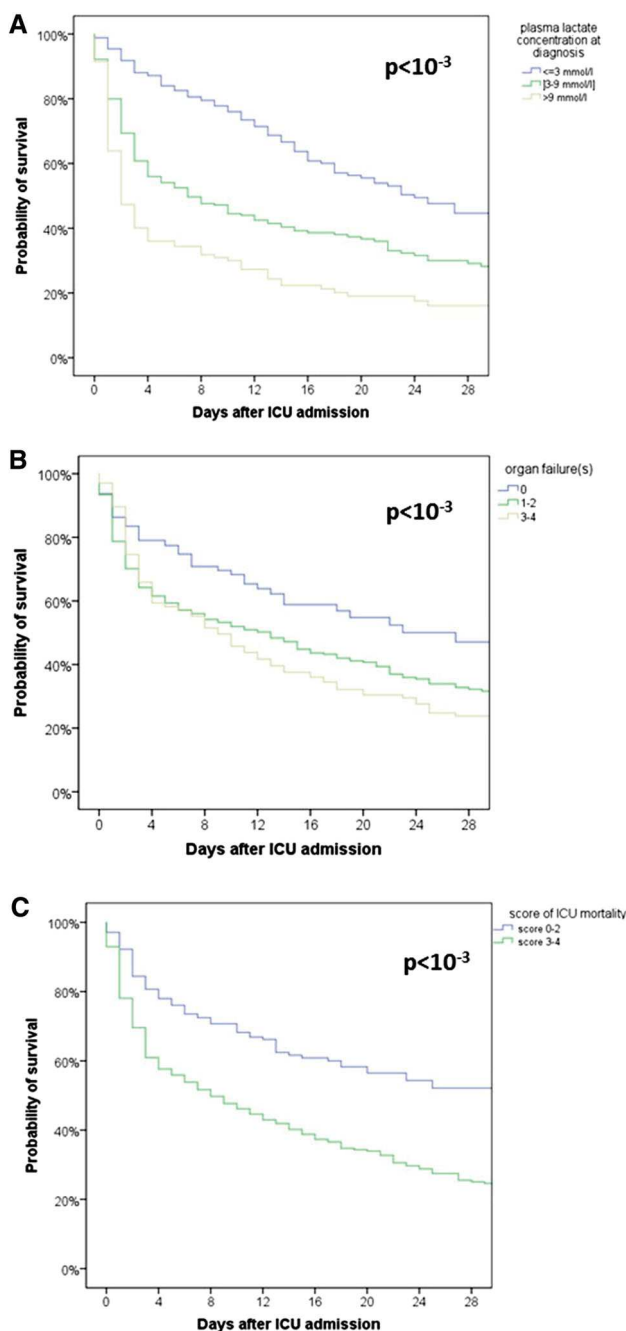 A
100%
80%
60%
40%
20%
0%
Probability of survival
p<10-3
plasma lactate
concentration at
diagnosis
<=3 mmol/l
]3-9 mmol/l]
>9 mmol/l
0 4 8 12 16 20 24 28
Days after ICU admission
B
100%
80%
60%
40%
20%
0%
Probability of survival
p<10-3
organ failure(s)
0
1-2
3-4
0 4 8 12 16 20 24 28
Days after ICU admission
C
100%
80%
60%
40%
20%
0%
Probability of survival
p<10-3
score of ICU mortality
score 0-2
score 3-4
0 4 8 12 16 20 24 28
Days after ICU admission